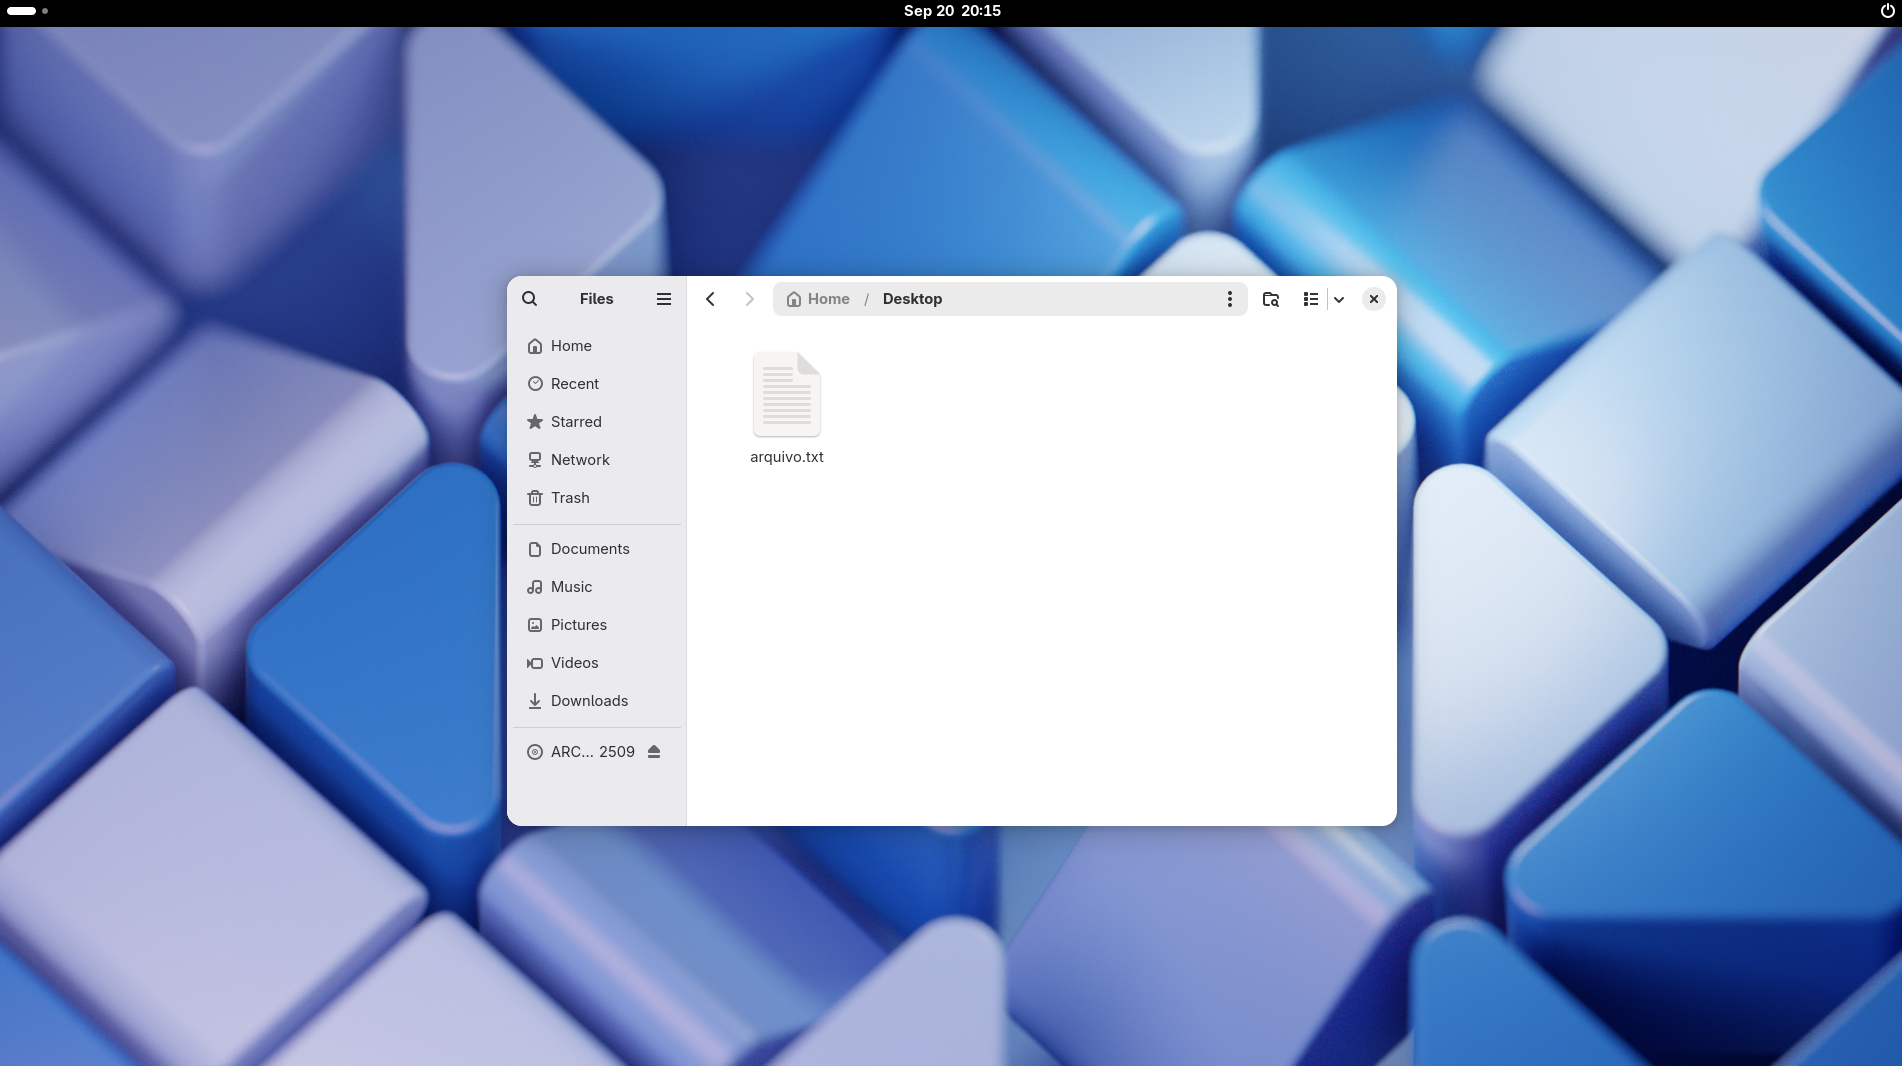 Sep 20 20:15
Files
Home / Desktop
Home
Recent
Starred
Network
Trash
Documents
Music
Pictures
Videos
Downloads
ARC... 2509
arquivo.txt